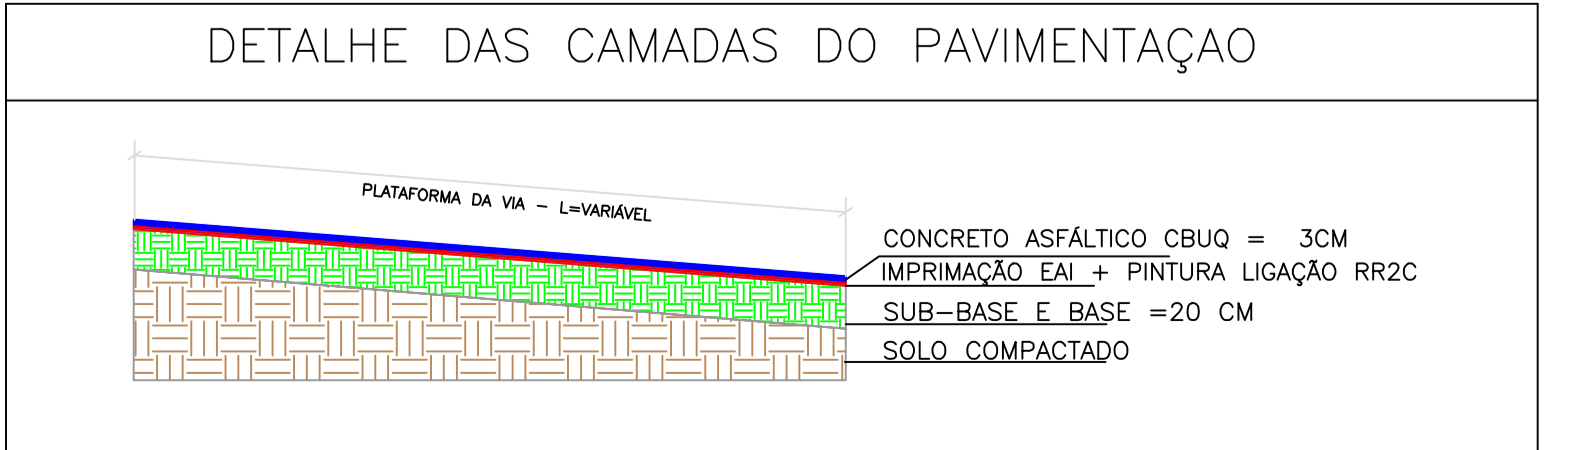 DETALHE DAS CAMADAS DO PAVIMENTAÇAO
PLATAFORMA DA VIA - L=VARIÁVEL
CONCRETO ASFÁLTICO CBUQ = 3CM
IMPRIMAÇÃO EAI + PINTURA LIGAÇÃO RR2C
SUB-BASE E BASE =20 CM
SOLO COMPACTADO